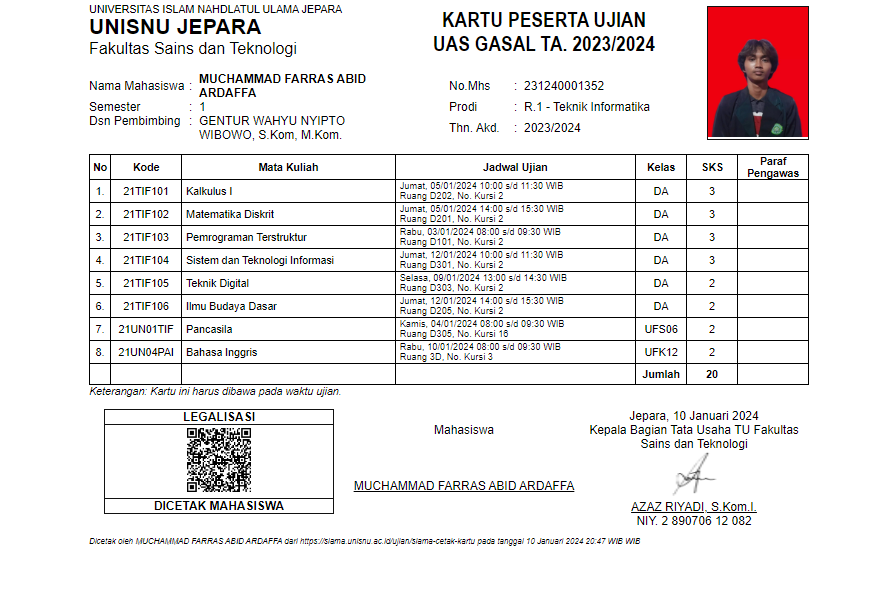 UNIVERSITAS ISLAM NAHDLATUL ULAMA JEPARA
UNISNU JEPARA
Fakultas Sains dan Teknologi
KARTU PESERTA UJIAN
UAS GASAL TA. 2023/2024
Nama Mahasiswa : MUCHAMMAD FARRAS ABID
ARDAFFA
Semester : 1
Dsn Pembimbing : GENTUR WAHYU NYIPTO
WIBOWO, S.Kom, M.Kom.
No.Mhs : 231240001352
Prodi : R.1 - Teknik Informatika
Thn. Akd. : 2023/2024
No Kode Mata Kuliah Jadwal Ujian Kelas SKS Paraf Pengawas
1. 21TIF101 Kalkulus I Jumat, 05/01/2024 10:00 s/d 11:30 WIB DA 3
Ruang D202, No. Kursi 2
2. 21TIF102 Matematika Diskrit Jumat, 05/01/2024 14:00 s/d 15:30 WIB DA 3
Ruang D201, No. Kursi 2
3. 21TIF103 Pemrograman Terstruktur Rabu, 03/01/2024 08:00 s/d 09:30 WIB DA 3
Ruang D101, No. Kursi 2
4. 21TIF104 Sistem dan Teknologi Informasi Jumat, 12/01/2024 10:00 s/d 11:30 WIB DA 3
Ruang D301, No. Kursi 2
5. 21TIF105 Teknik Digital Selasa, 09/01/2024 13:00 s/d 14:30 WIB DA 2
Ruang D303, No. Kursi 2
6. 21TIF106 Ilmu Budaya Dasar Jumat, 12/01/2024 14:00 s/d 15:30 WIB DA 2
Ruang D205, No. Kursi 2
7. 21UN01TIF Pancasila Kamis, 04/01/2024 08:00 s/d 09:30 WIB UFS06 2
Ruang D305, No. Kursi 16
8. 21UN04PAI Bahasa Inggris Rabu, 10/01/2024 08:00 s/d 09:30 WIB UFK12 2
Ruang 3D, No. Kursi 3
Jumlah 20
Keterangan: Kartu ini harus dibawa pada waktu ujian.
LEGALISASI
DICETAK MAHASISWA
Mahasiswa
MUCHAMMAD FARRAS ABID ARDAFFA
Jepara, 10 Januari 2024
Kepala Bagian Tata Usaha TU Fakultas
Sains dan Teknologi
AZAZ RIYADI, S.Kom.I.
NIY. 2 890706 12 082
Dicetak oleh MUCHAMMAD FARRAS ABID ARDAFFA dari https://siama.unisnu.ac.id/ujian/siama-cetak-kartu pada tanggal 10 Januari 2024 20:47 WIB WIB